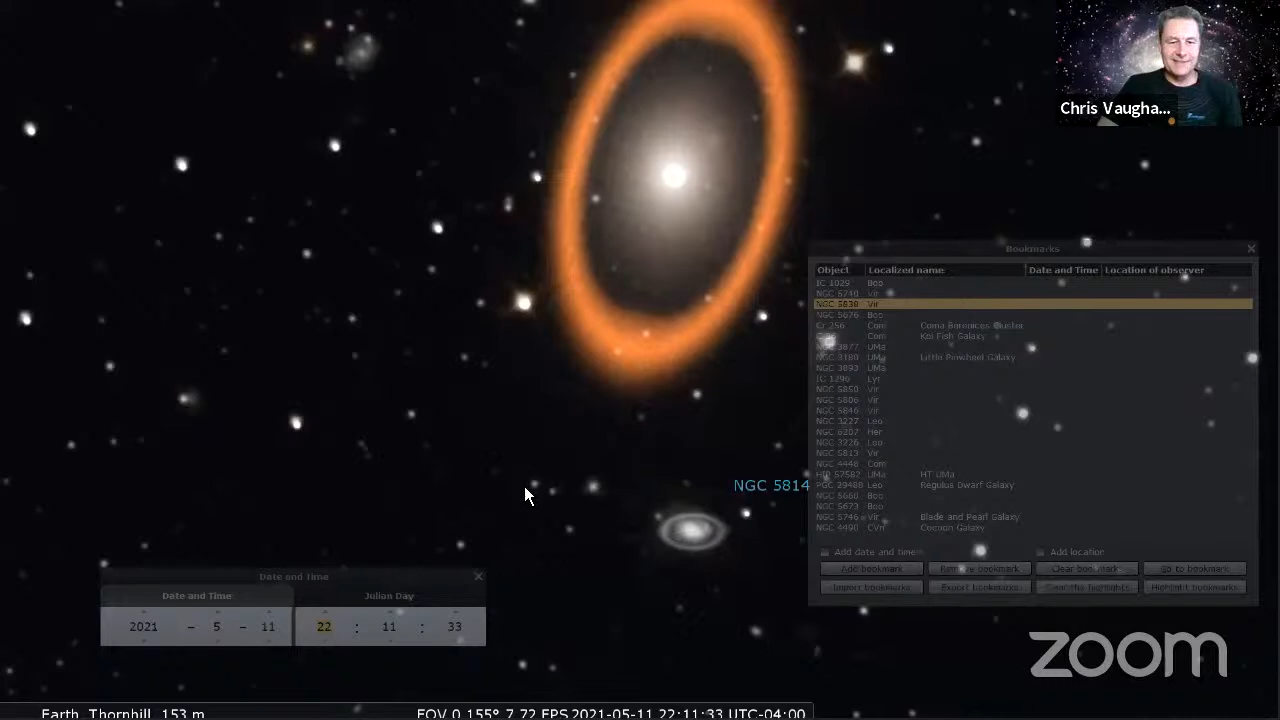 Chris Vaugha...
Bookmarks
Object Localized name Date and Time Location of observer
IC 1029 Boo
NGC 5740 Vir
NGC 5838 Vir
NGC 5676 Boo
Cr 256 Com Coma Berenices Cluster
Com Koi Fish Galaxy
NGC 3877 UMa
NGC 3180 UMa Little Pinwheel Galaxy
NGC 3893 UMa
IC 1296 Lyr
NGC 5850 Vir
NGC 5806 Vir
NGC 5846 Vir
NGC 3227 Leo
NGC 6207 Her
NGC 3226 Leo
NGC 5813 Vir
NGC 4448 Com
HIP 57582 UMa HT UMa
PGC 29488 Leo Regulus Dwarf Galaxy
NGC 5660 Boo
NGC 5673 Boo
NGC 5746 Vir Blade and Pearl Galaxy
NGC 4490 CVn Cocoon Galaxy
NGC 5814
Add date and time Add location
Add bookmark Remove bookmark Clear bookmarks Go to bookmark
Import bookmarks Export bookmarks Clear the highlights Highlight bookmarks
Date and Time
Date and Time Julian Day
2021 - 5 - 11 22 : 11 : 33
zoom
Earth, Thornhill, 153 m FOV 0.155° 7.72 FPS 2021-05-11 22:11:33 UTC-04:00